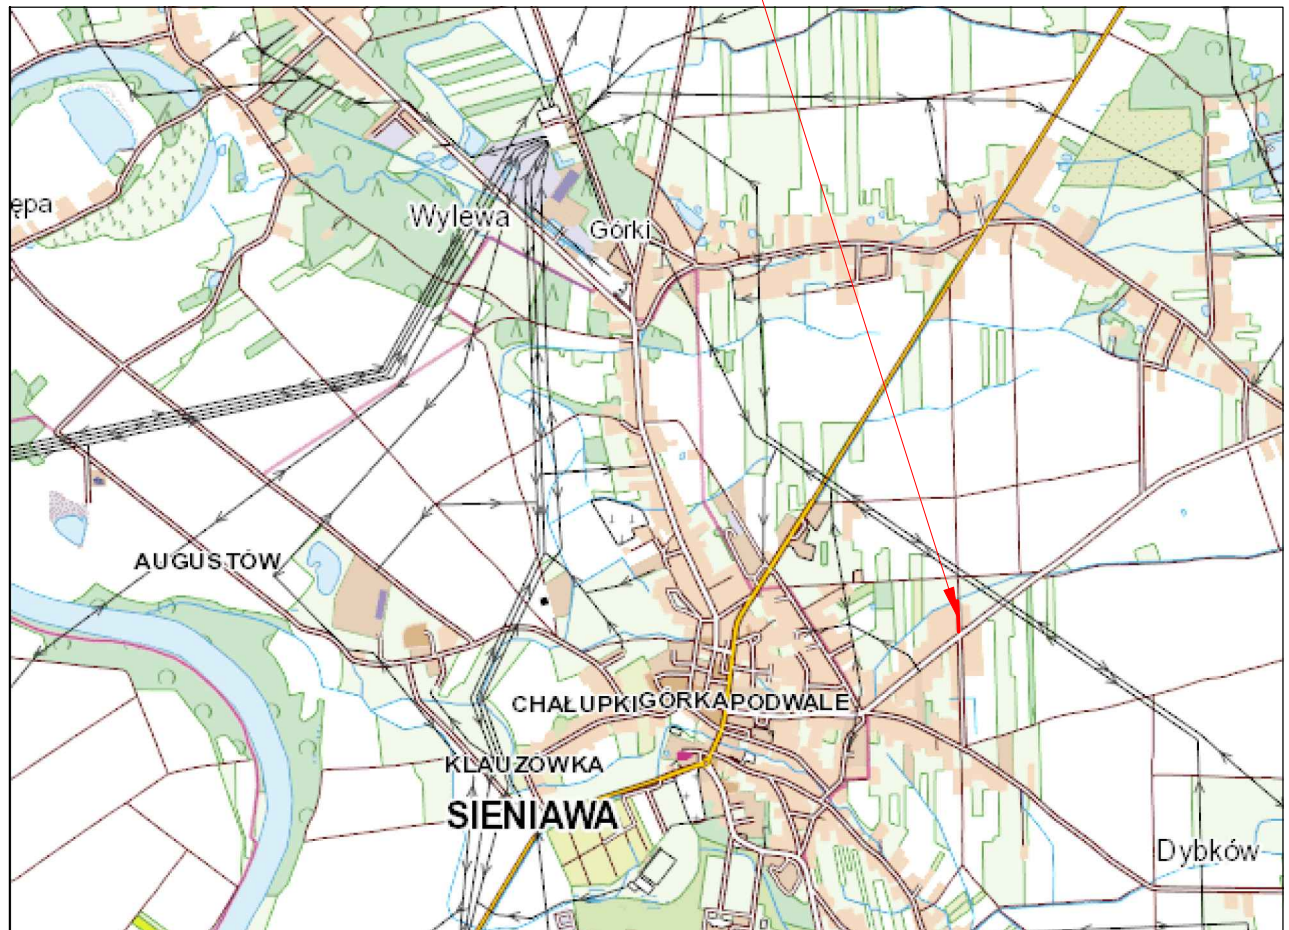 ępa
Wylewa
Górki
AUGUSTÓW
CHAŁUPKI GÓRKA PODWALE
KLAUZÓWKA
SIENIAWA
Dybków